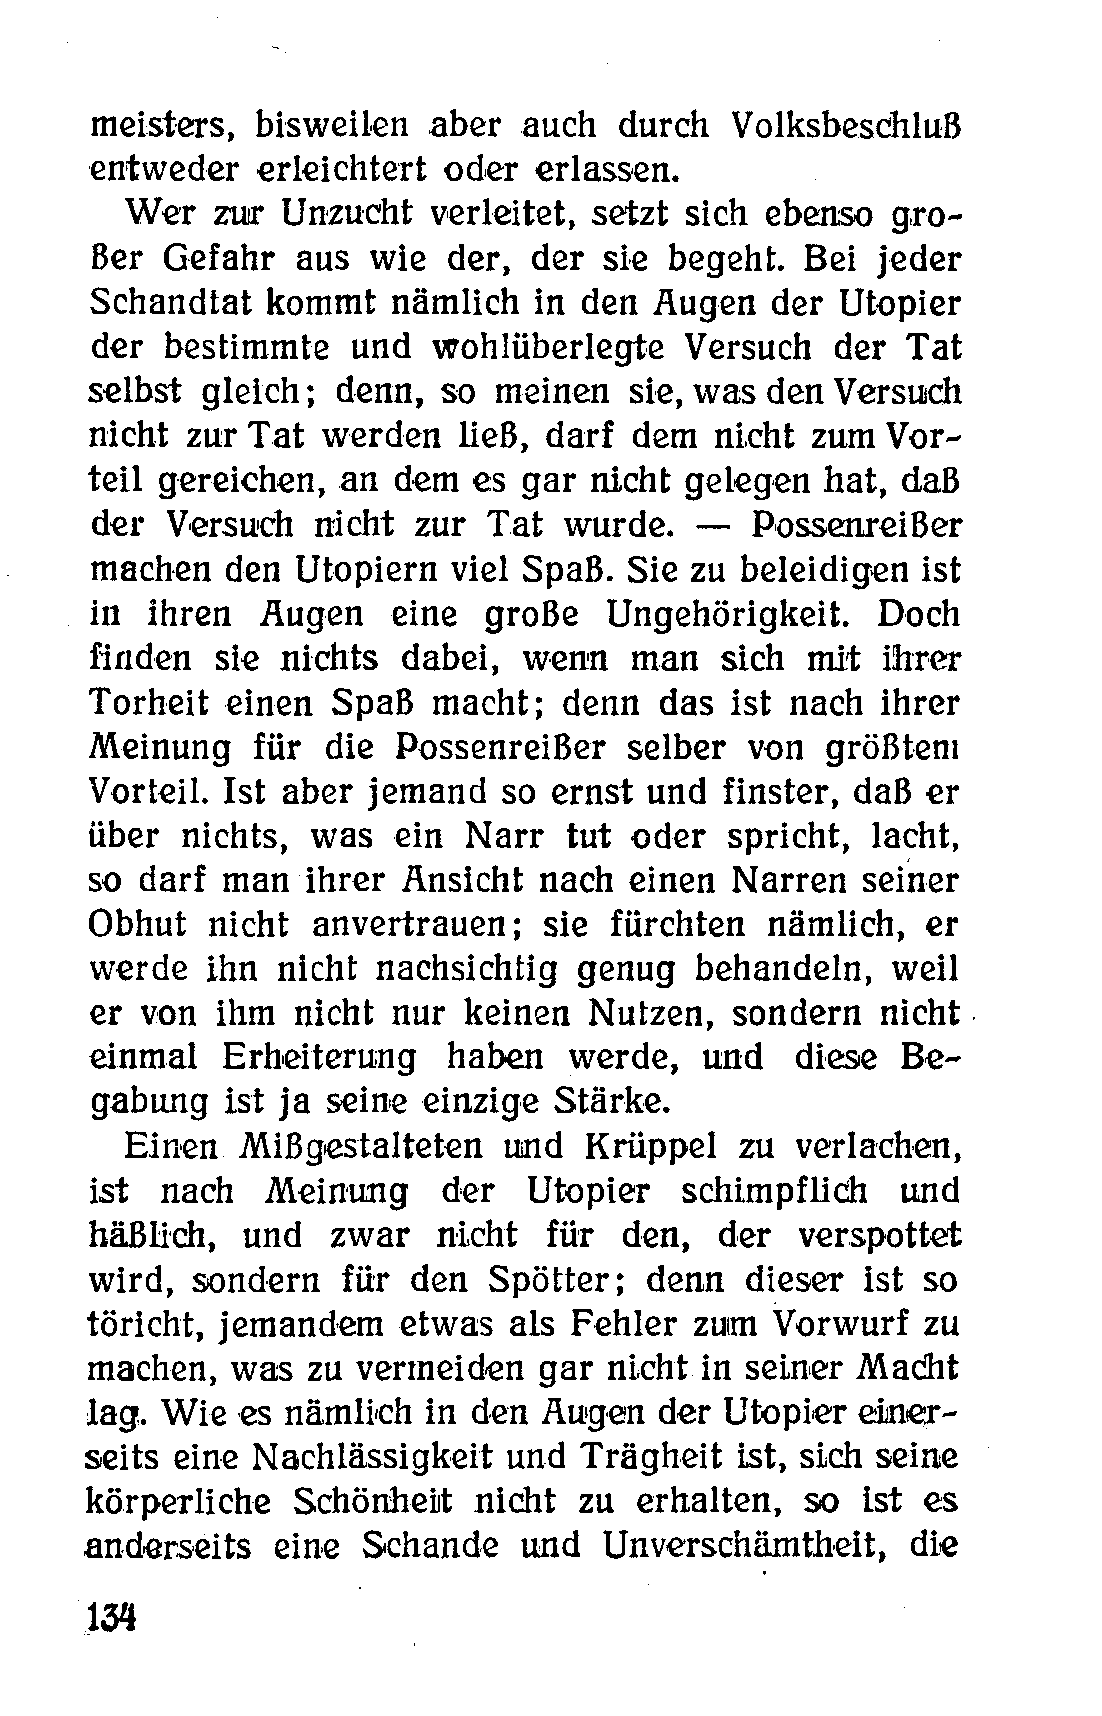 meisters, bisweilen aber auch durch Volksbeschluß
entweder erleichtert oder erlassen.
Wer zur Unzucht verleitet, setzt sich ebenso gro-
ßer Gefahr aus wie der, der sie begeht. Bei jeder
Schandtat kommt nämlich in den Augen der Utopier
der bestimmte und wohlüberlegte Versuch der Tat
selbst gleich; denn, so meinen sie, was den Versuch
nicht zur Tat werden ließ, darf dem nicht zum Vor-
teil gereichen, an dem es gar nicht gelegen hat, daß
der Versuch nicht zur Tat wurde. — Possenreißer
machen den Utopiern viel Spaß. Sie zu beleidigen ist
in ihren Augen eine große Ungehörigkeit. Doch
finden sie nichts dabei, wenn man sich mit ihrer
Torheit einen Spaß macht; denn das ist nach ihrer
Meinung für die Possenreißer selber von größtem
Vorteil. Ist aber jemand so ernst und finster, daß er
über nichts, was ein Narr tut oder spricht, lacht,
so darf man ihrer Ansicht nach einen Narren seiner
Obhut nicht anvertrauen; sie fürchten nämlich, er
werde ihn nicht nachsichtig genug behandeln, weil
er von ihm nicht nur keinen Nutzen, sondern nicht
einmal Erheiterung haben werde, und diese Be-
gabung ist ja seine einzige Stärke.
Einen Mißgestalteten und Krüppel zu verlachen,
ist nach Meinung der Utopier schimpflich und
häßlich, und zwar nicht für den, der verspottet
wird, sondern für den Spötter; denn dieser ist so
töricht, jemandem etwas als Fehler zum Vorwurf zu
machen, was zu vermeiden gar nicht in seiner Macht
lag. Wie es nämlich in den Augen der Utopier einer-
seits eine Nachlässigkeit und Trägheit ist, sich seine
körperliche Schönheit nicht zu erhalten, so ist es
anderseits eine Schande und Unverschämtheit, die
134